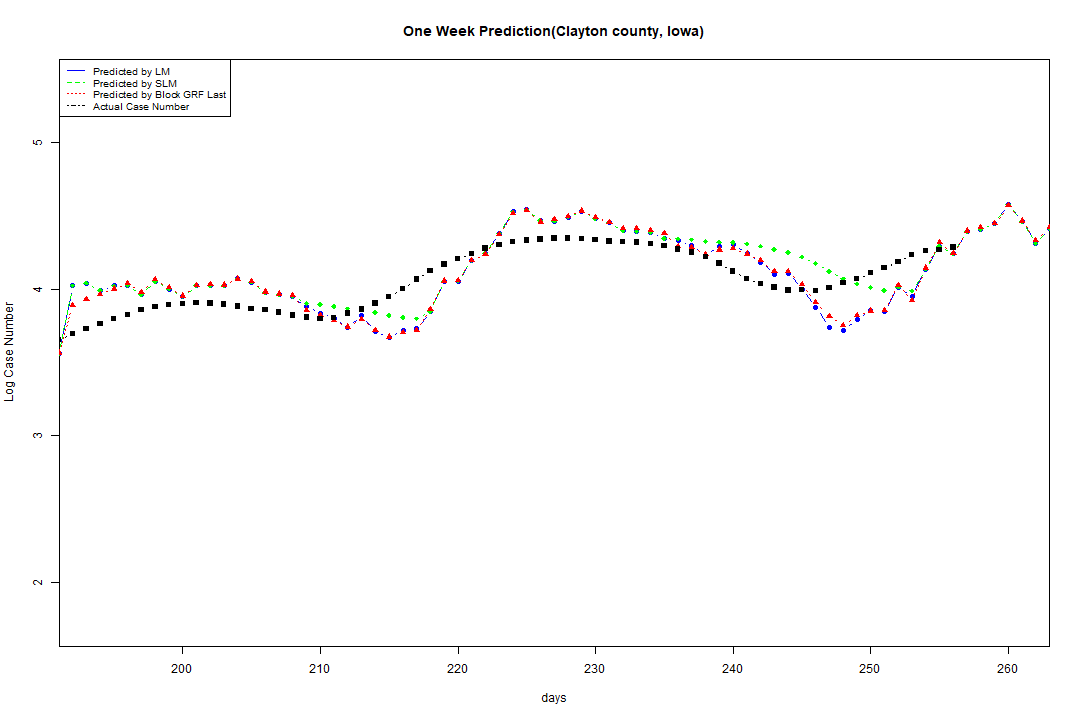 One Week Prediction(Clayton county, Iowa)
Predicted by LM
Predicted by SLM
Predicted by Block GRF Last
Actual Case Number
5
4
3
2
Log Case Number
200 210 220 230 240 250 260
days